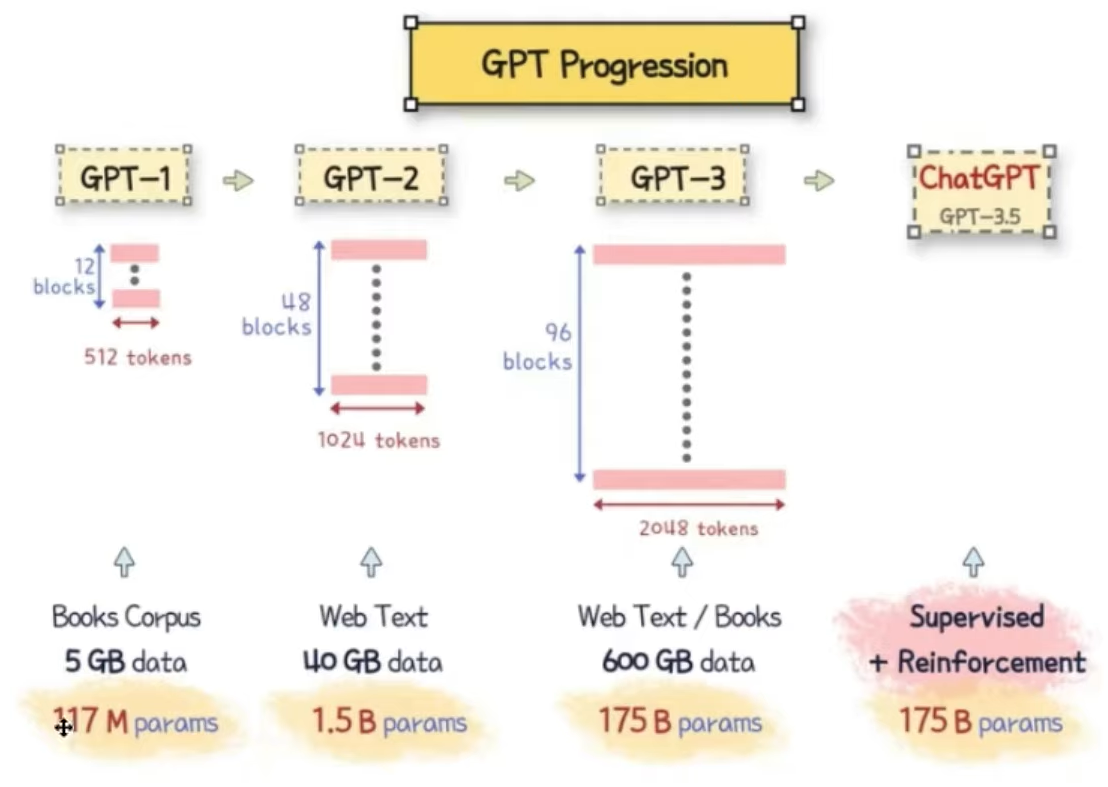 GPT Progression
GPT-1
GPT-2
GPT-3
ChatGPT
GPT-3.5
12
blocks
512 tokens
48
blocks
1024 tokens
96
blocks
2048 tokens
Books Corpus
5 GB data
117 M params
Web Text
40 GB data
1.5 B params
Web Text / Books
600 GB data
175 B params
Supervised
+ Reinforcement
175 B params